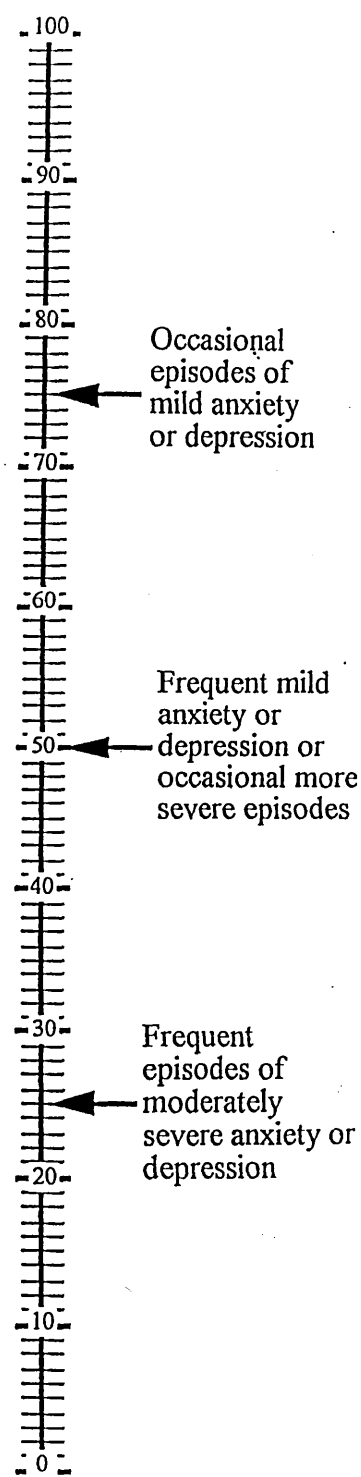 100
90
80
Occasional
episodes of
mild anxiety
or depression
70
60
Frequent mild
anxiety or
50
depression or
occasional more
severe episodes
40
30
Frequent
episodes of
moderately
severe anxiety or
depression
20
10
0